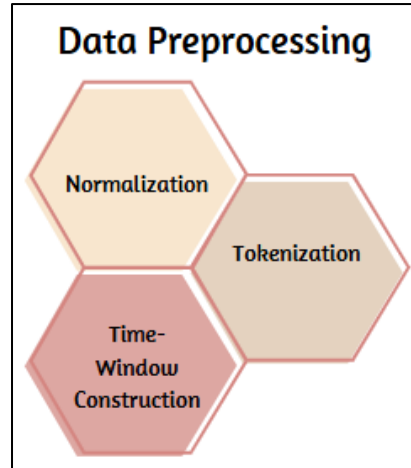 Data Preprocessing
Normalization
Tokenization
Time-
Window
Construction